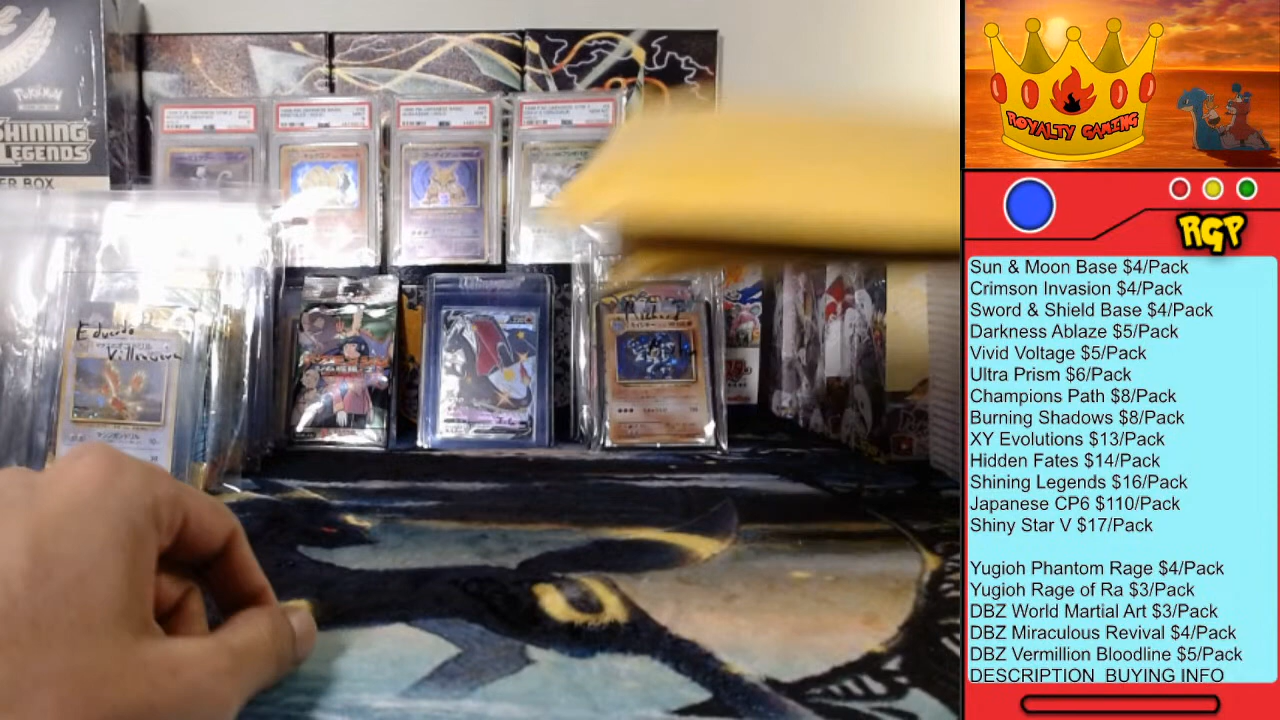 POKÉMON
SHINING
LEGENDS
ER BOX
Eduardo
ROYALTY GAMING
RGP
Sun & Moon Base $4/Pack
Crimson Invasion $4/Pack
Sword & Shield Base $4/Pack
Darkness Ablaze $5/Pack
Vivid Voltage $5/Pack
Ultra Prism $6/Pack
Champions Path $8/Pack
Burning Shadows $8/Pack
XY Evolutions $13/Pack
Hidden Fates $14/Pack
Shining Legends $16/Pack
Japanese CP6 $110/Pack
Shiny Star V $17/Pack
Yugioh Phantom Rage $4/Pack
Yugioh Rage of Ra $3/Pack
DBZ World Martial Art $3/Pack
DBZ Miraculous Revival $4/Pack
DBZ Vermillion Bloodline $5/Pack
DESCRIPTION BUYING INFO